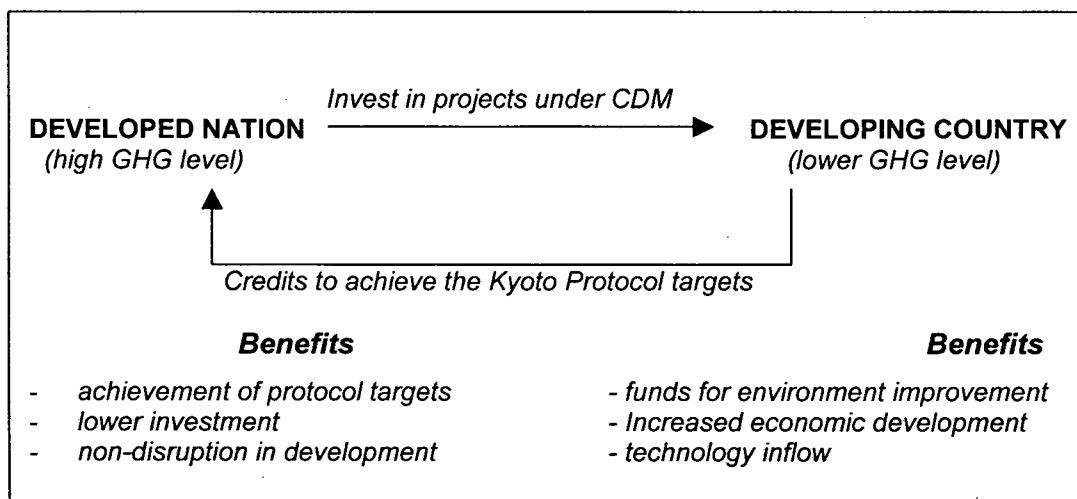 Invest in projects under CDM
DEVELOPED NATION
DEVELOPING COUNTRY
(high GHG level)
(lower GHG level)
Credits to achieve the Kyoto Protocol targets
Benefits
- achievement of protocol targets
- lower investment
- non-disruption in development
Benefits
- funds for environment improvement
- Increased economic development
- technology inflow